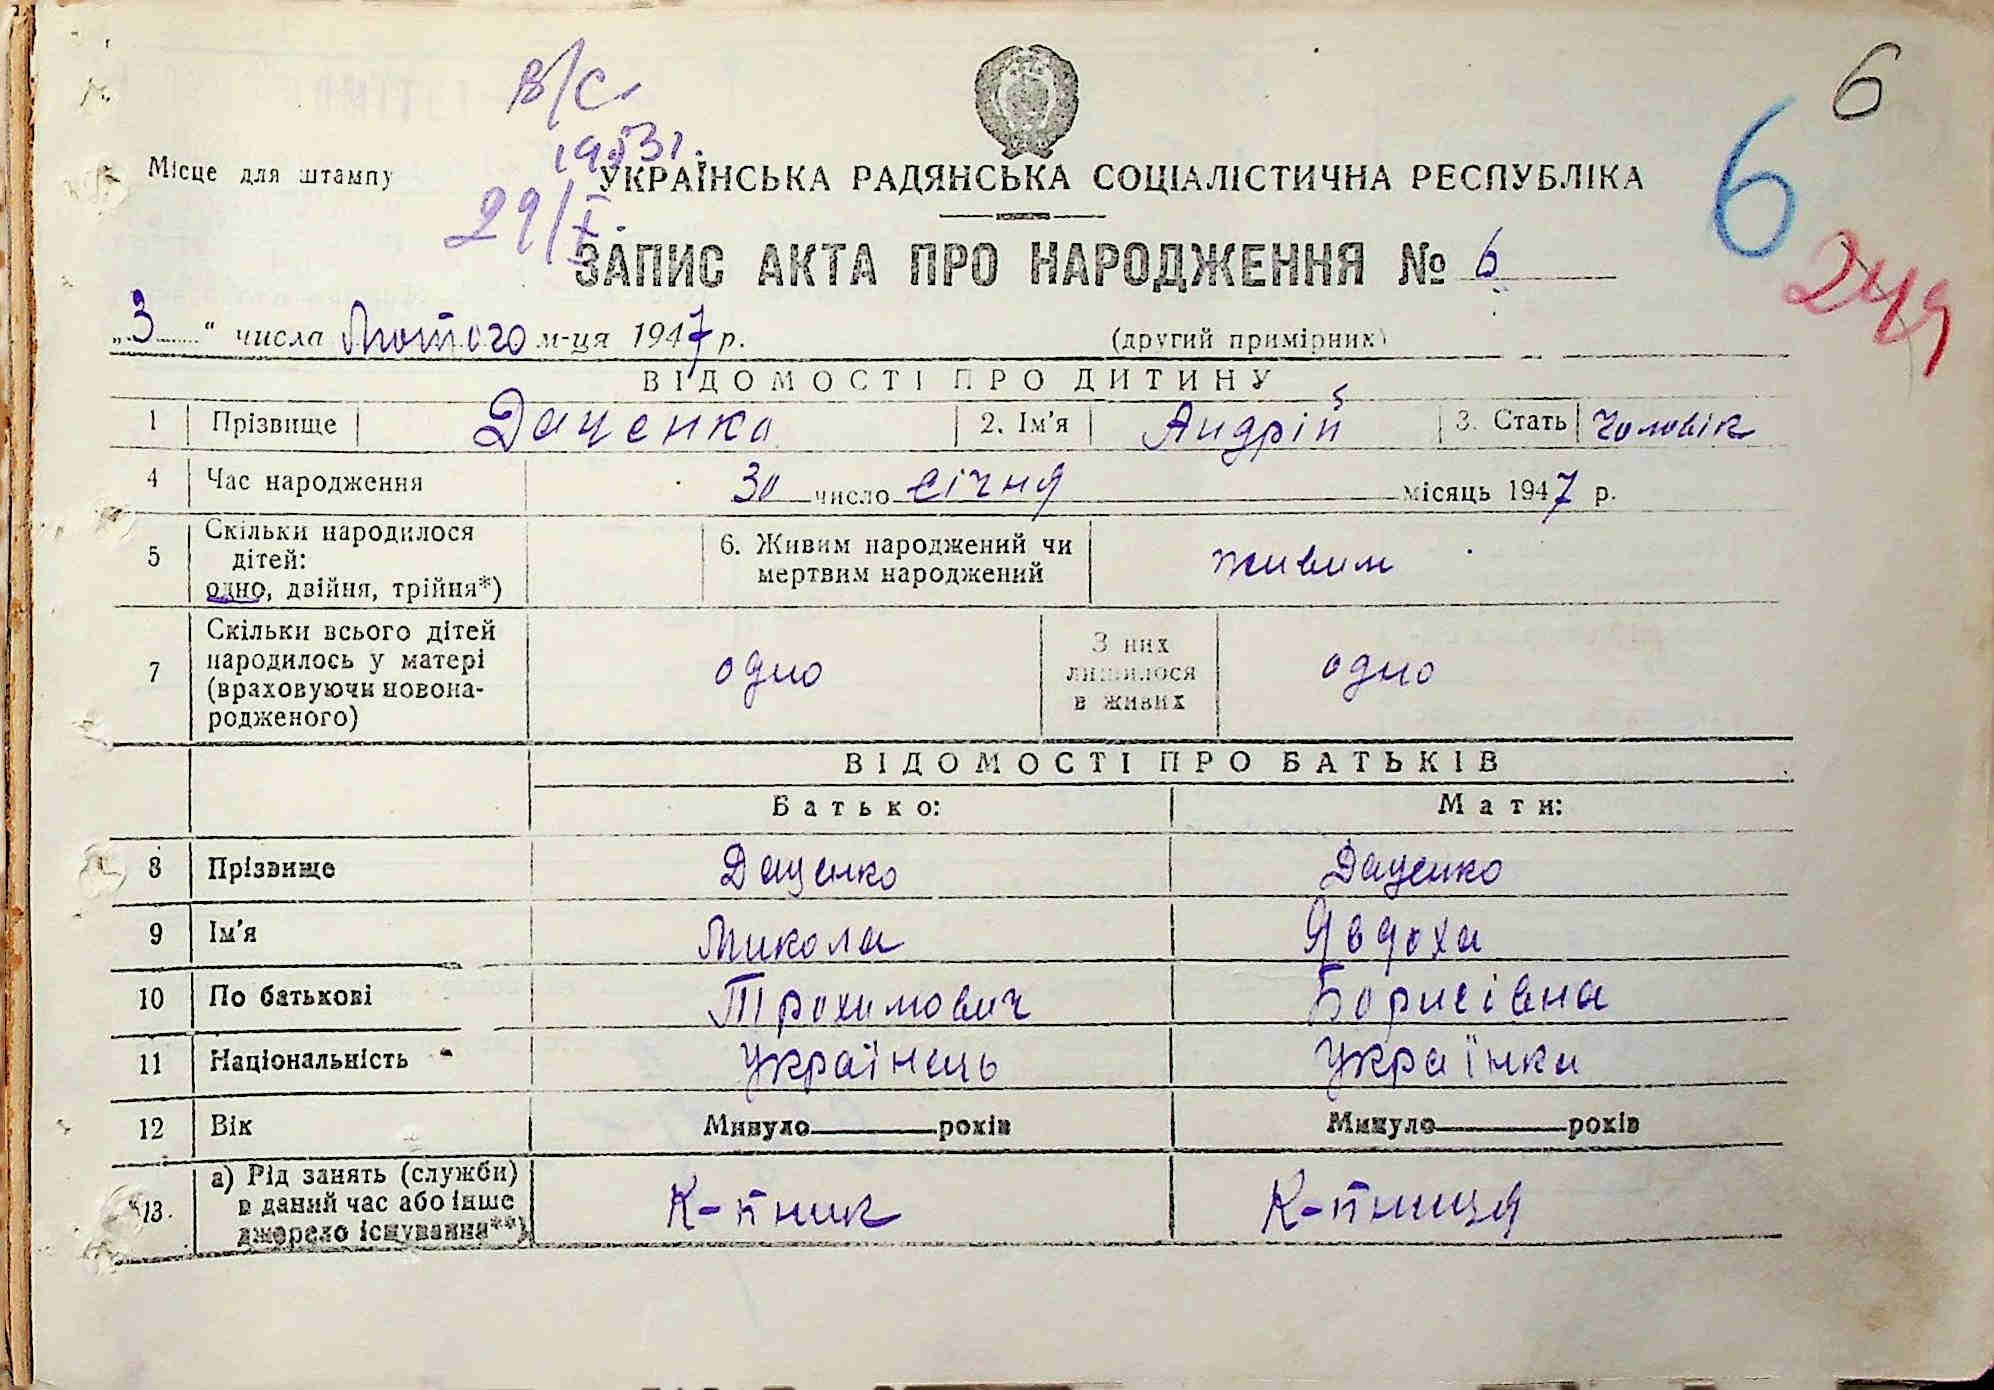 6
В/С
1953г.
29/X.
6
249
Місце для штампу
УКРАЇНСЬКА РАДЯНСЬКА СОЦІАЛІСТИЧНА РЕСПУБЛІКА
ЗАПИС АКТА ПРО НАРОДЖЕННЯ № 6
„3“ числа Лютого м-ця 1947 р. (другий примірник)
ВІДОМОСТІ ПРО ДИТИНУ
1 Прізвище Даценко 2. Ім'я Андрій 3. Стать Чоловік
4 Час народження 30 число січня місяць 1947 р.
5 Скільки народилося дітей: одно, двійня, трійня*) 6. Живим народжений чи мертвим народжений живим
7 Скільки всього дітей народилось у матері (враховуючи новонародженого) одно З них лишилося в живих одно
ВІДОМОСТІ ПРО БАТЬКІВ
Батько: Мати:
8 Прізвище Даценко Даценко
9 Ім'я Микола Явдоха
10 По батькові Трохимович Борисівна
11 Національність Українець Українка
12 Вік Минуло рохів Минуло рохів
13. а) Рід занять (служби) в даний час або інше джерело існування**) К-пник К-пниця